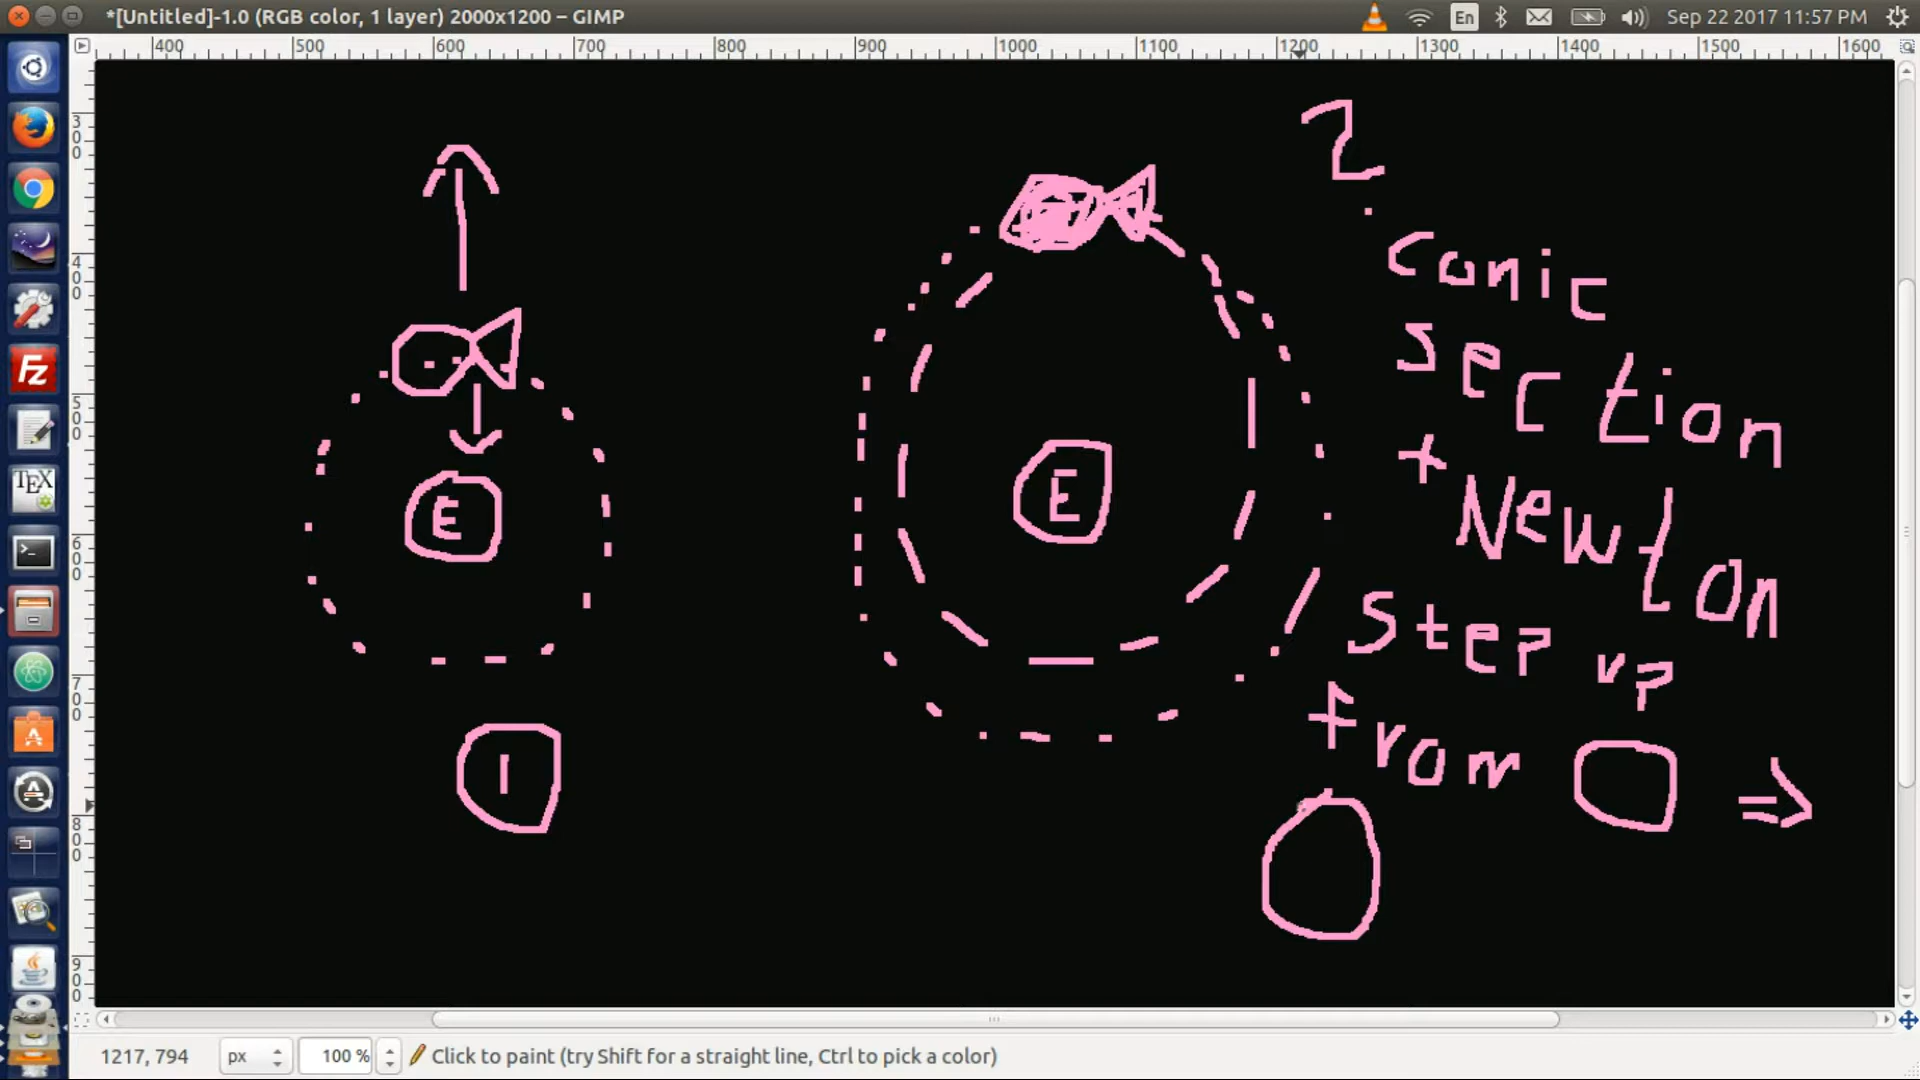 *[Untitled]-1.0 (RGB color, 1 layer) 2000x1200 – GIMP
En
Sep 22 2017 11:57 PM
400 500 600 700 800 900 1000 1100 1200 1300 1400 1500 1600
300
400
500
600
700
800
900
2.
conic
section
+ Newton
Step up
from
⇒
E
E
1
Fz
TEX
1217, 794
px
100 %
Click to paint (try Shift for a straight line, Ctrl to pick a color)